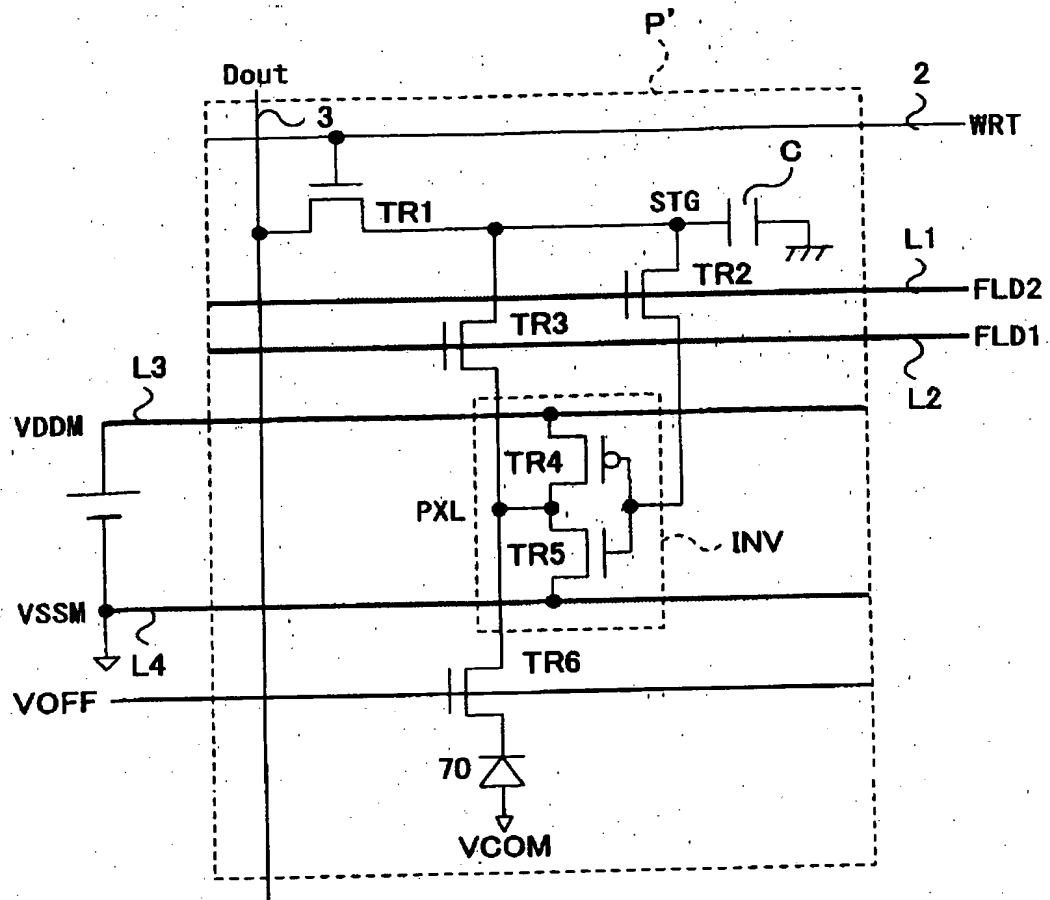 P'
Dout
2
3
WRT
C
STG
TR1
L1
TR2
FLD2
TR3
FLD1
L3
L2
VDDM
TR4
PXL
TR5
INV
VSSM
L4
TR6
VOFF
70
VCOM